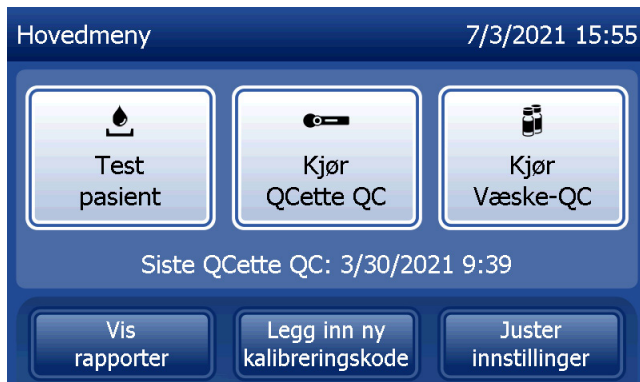 Hovedmeny 7/3/2021 15:55
Test
pasient
Kjør
QCette QC
Kjør
Væske-QC
Siste QCette QC: 3/30/2021 9:39
Vis
rapporter
Legg inn ny
kalibreringskode
Juster
innstillinger